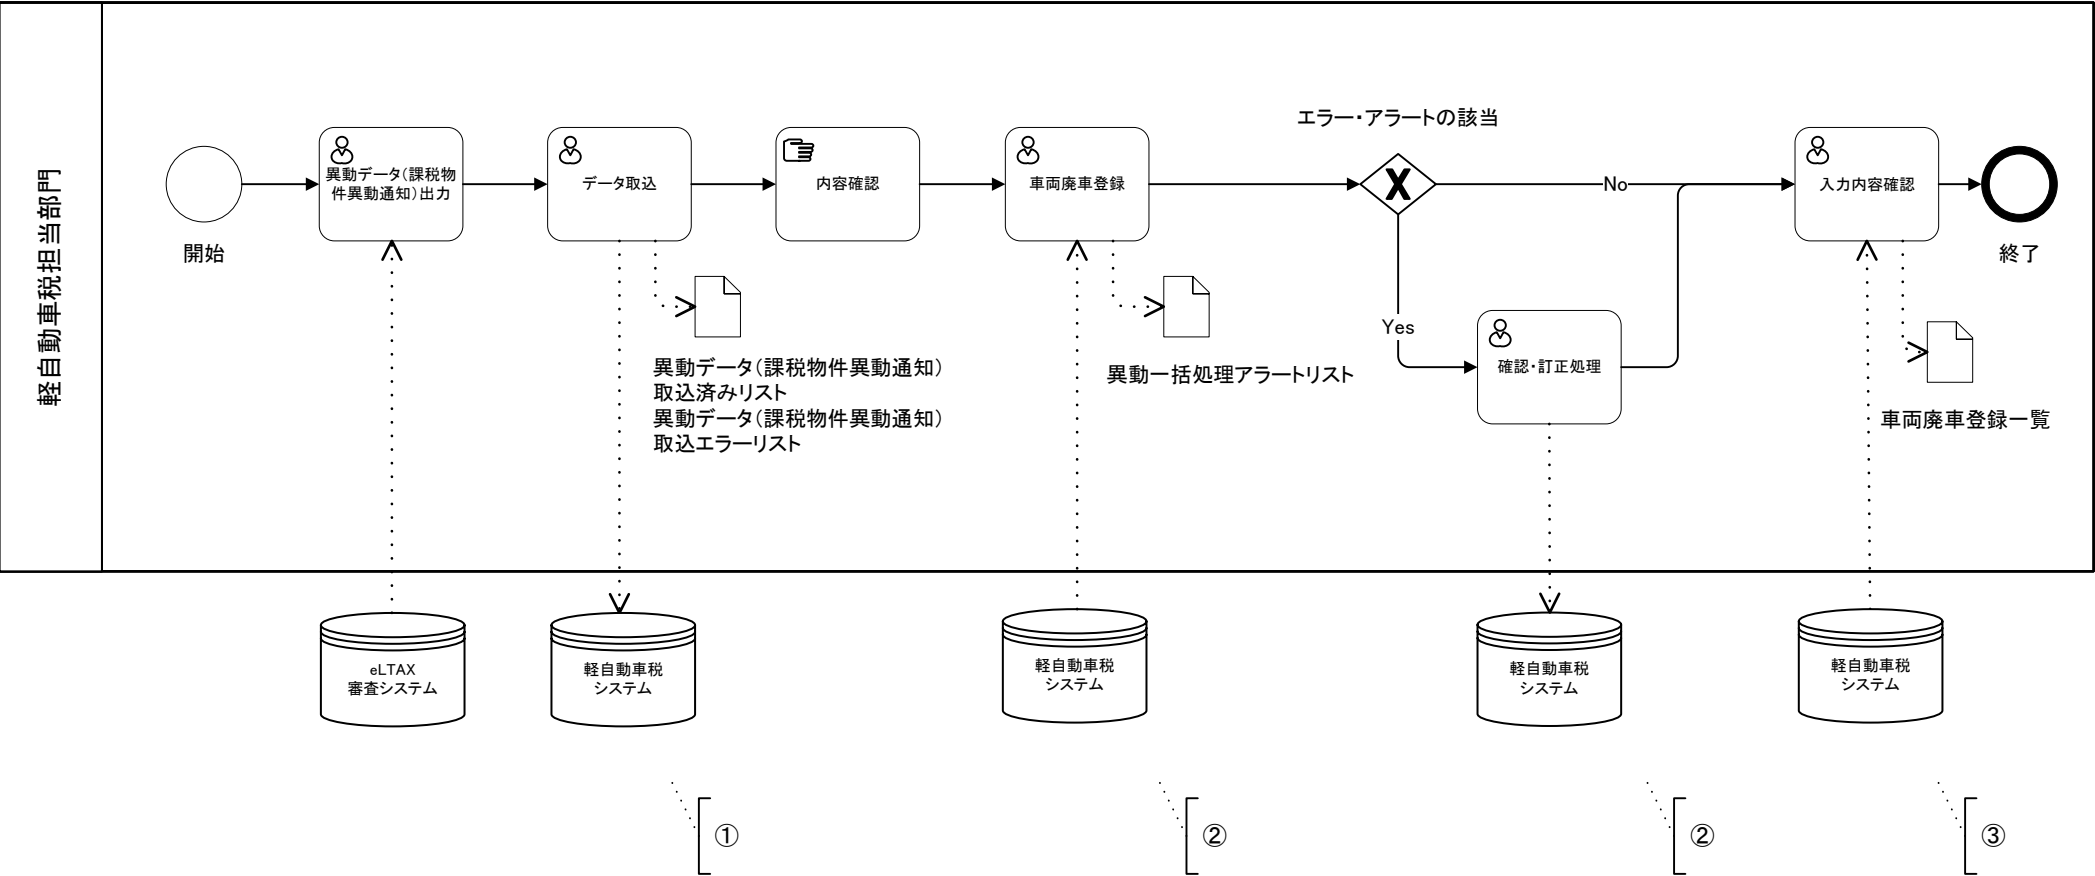 軽自動車税担当部門
エラー・アラートの該当
開始
異動データ(課税物
件異動通知)出力
データ取込
内容確認
車両廃車登録
No
入力内容確認
終了
Yes
確認・訂正処理
異動データ(課税物件異動通知)
取込済みリスト
異動データ(課税物件異動通知)
取込エラーリスト
異動一括処理アラートリスト
車両廃車登録一覧
eLTAX
審査システム
軽自動車税
システム
軽自動車税
システム
軽自動車税
システム
軽自動車税
システム
①
②
②
③